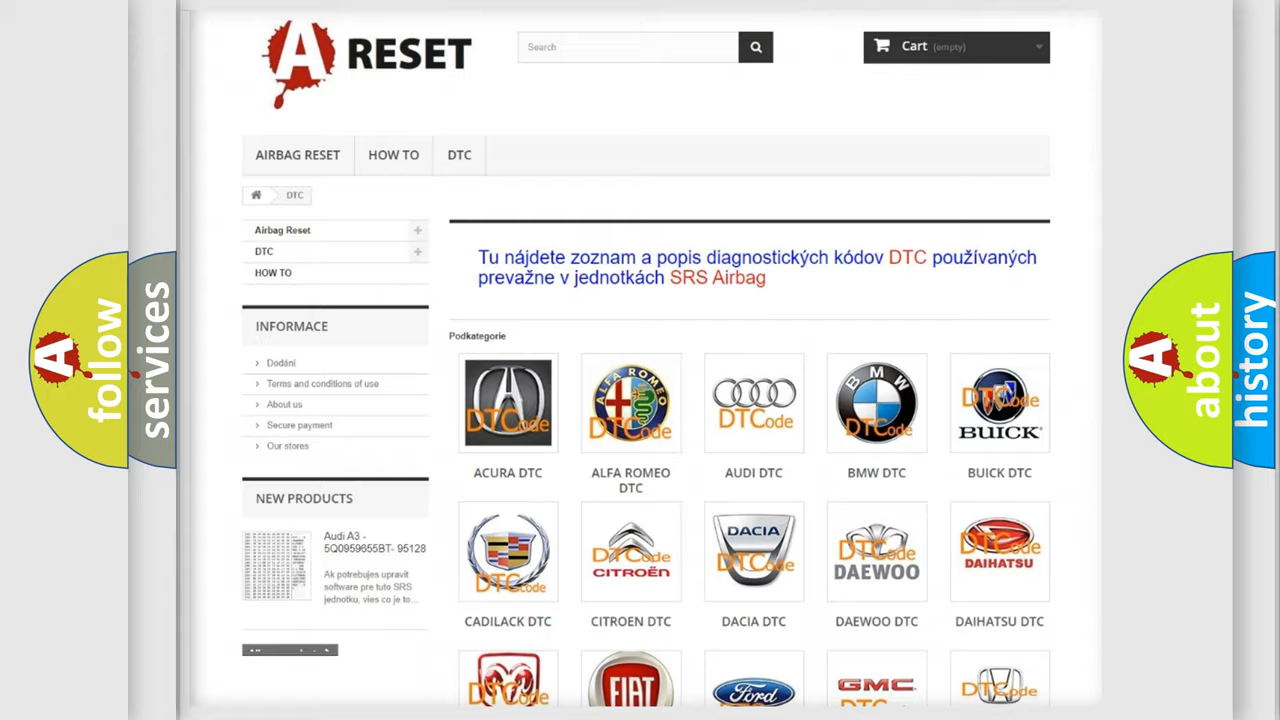 A RESET
Search
Cart (empty)
AIRBAG RESET
HOW TO
DTC
DTC
Airbag Reset
DTC
HOW TO
INFORMACE
Dodání
Terms and conditions of use
About us
Secure payment
Our stores
NEW PRODUCTS
Audi A3 -
5Q0959655BT- 95128
Ak potrebujes upravit
software pre tuto SRS
jednotku, vies co je to...
Tu nájdete zoznam a popis diagnostických kódov DTC používaných
prevažne v jednotkách SRS Airbag
Podkategorie
DTCode
ALFA ROMEO
DTCode
DTCode
BMW
DTCode
DTCode
BUICK
ACURA DTC
ALFA ROMEO
DTC
AUDI DTC
BMW DTC
BUICK DTC
DTCode
DTCode
CITROËN
DACIA
DTCode
DTCode
DAEWOO
DTCode
DAIHATSU
CADILACK DTC
CITROEN DTC
DACIA DTC
DAEWOO DTC
DAIHATSU DTC
DTCode
FIAT
Ford
GMC
DTCode
A follow
services
A about
history